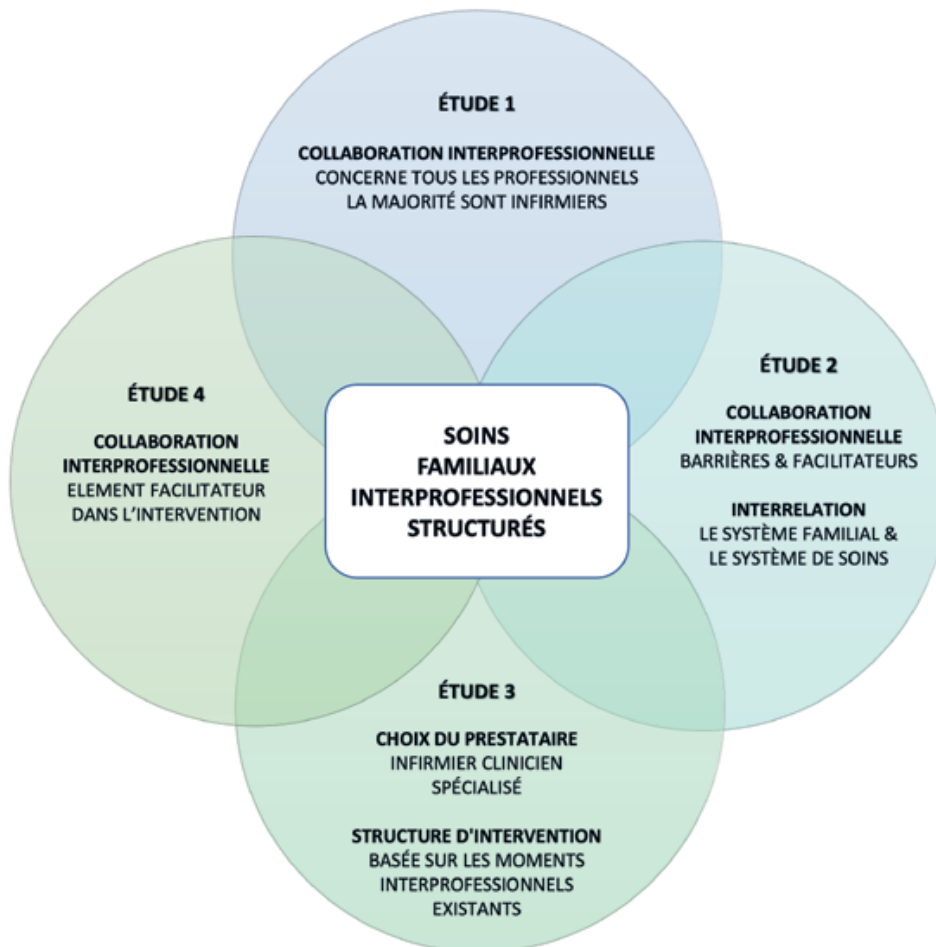 ÉTUDE 1
COLLABORATION INTERPROFESSIONNELLE
CONCERNE TOUS LES PROFESSIONNELS
LA MAJORITÉ SONT INFIRMIERS
ÉTUDE 2
COLLABORATION
INTERPROFESSIONNELLE
BARRIÈRES & FACILITATEURS
INTERRELATION
LE SYSTÈME FAMILIAL &
LE SYSTÈME DE SOINS
ÉTUDE 4
COLLABORATION
INTERPROFESSIONNELLE
ELEMENT FACILITATEUR
DANS L'INTERVENTION
SOINS
FAMILIAUX
INTERPROFESSIONNELS
STRUCTURÉS
ÉTUDE 3
CHOIX DU PRESTATAIRE
INFIRMIER CLINICIEN
SPÉCIALISÉ
STRUCTURE D'INTERVENTION
BASÉE SUR LES MOMENTS
INTERPROFESSIONNELS
EXISTANTS